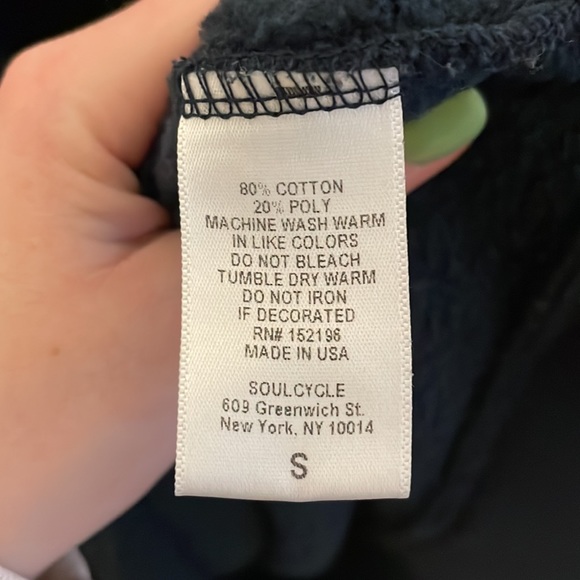 80% COTTON
20% POLY
MACHINE WASH WARM
IN LIKE COLORS
DO NOT BLEACH
TUMBLE DRY WARM
DO NOT IRON
IF DECORATED
RN# 152198
MADE IN USA
SOULCYCLE
609 Greenwich St.
New York, NY 10014
S